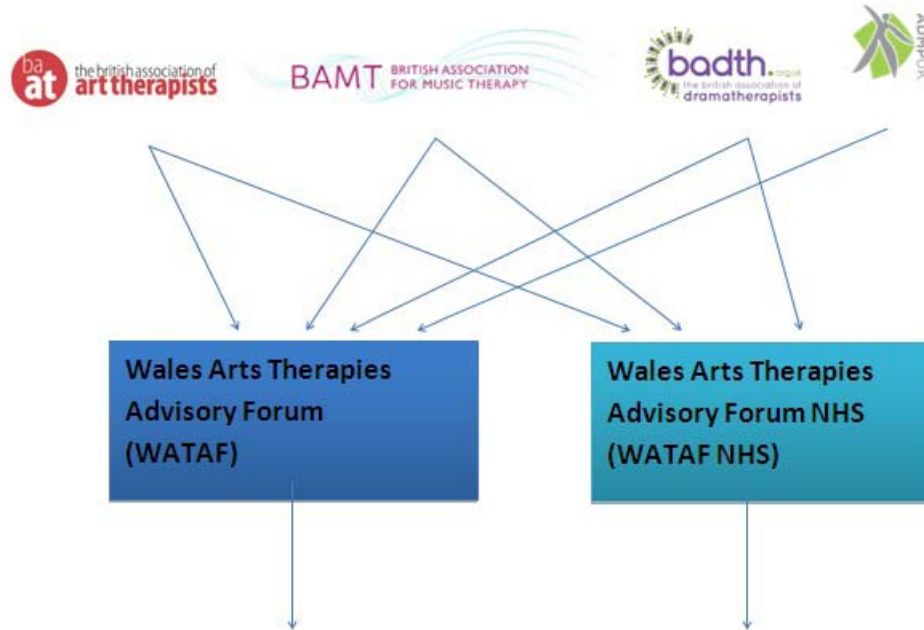 ba
at
the british association of
art therapists
BAMT
BRITISH ASSOCIATION
FOR MUSIC THERAPY
badth.org.uk
the british association of
dramatherapists
ADMPUK
Wales Arts Therapies
Advisory Forum
(WATAF)
Wales Arts Therapies
Advisory Forum NHS
(WATAF NHS)